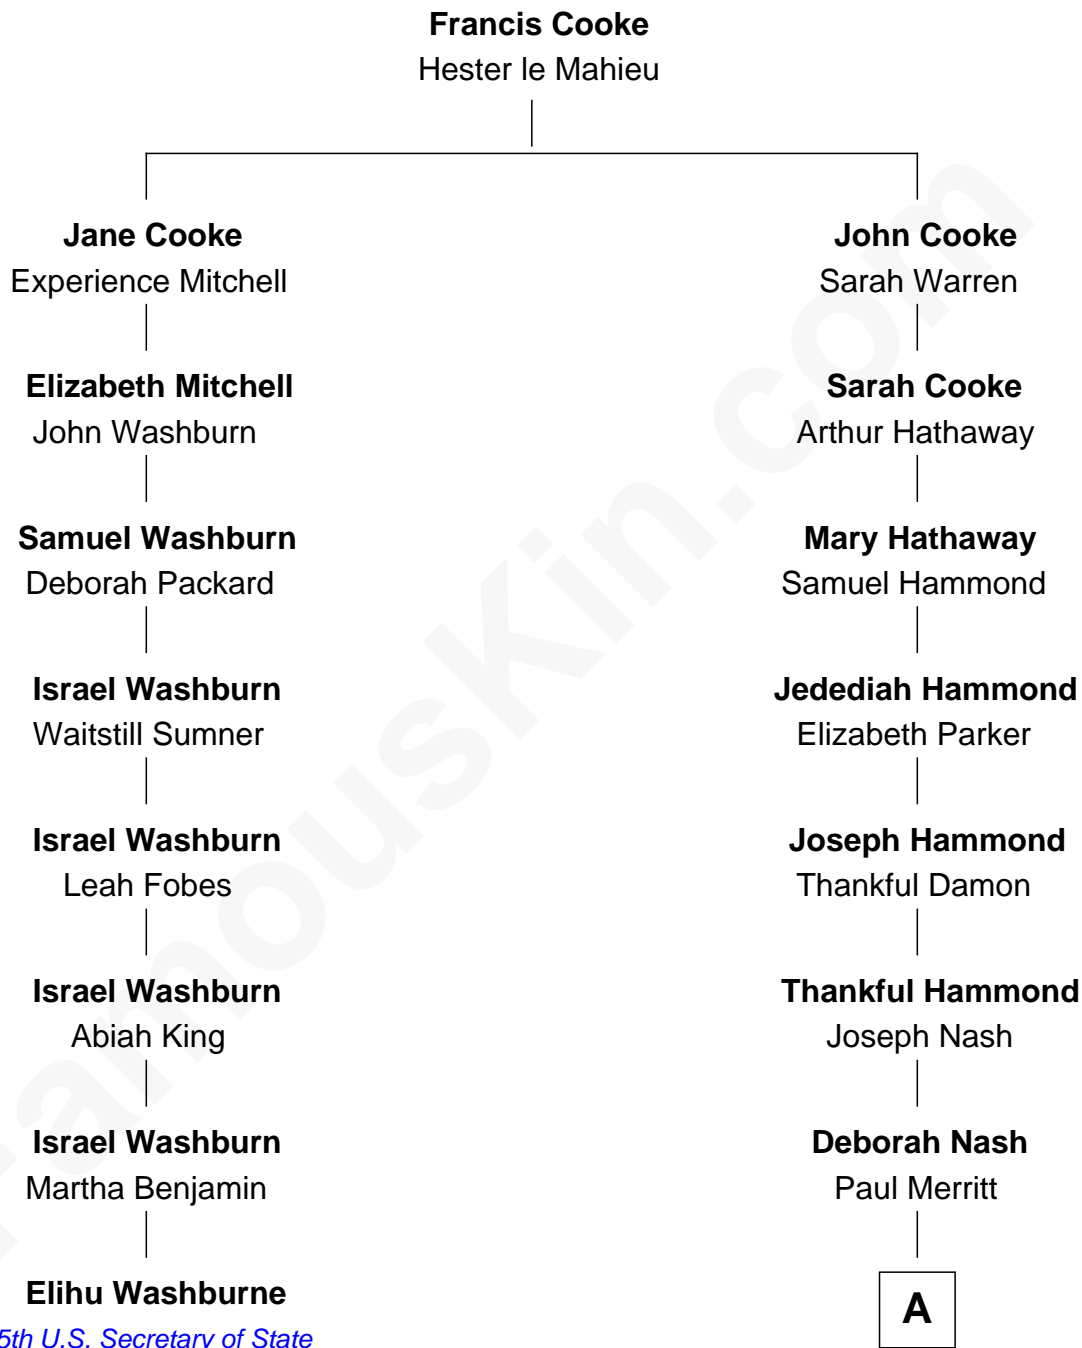 Francis Cooke
Hester le Mahieu
Jane Cooke
Experience Mitchell
John Cooke
Sarah Warren
Elizabeth Mitchell
John Washburn
Sarah Cooke
Arthur Hathaway
Samuel Washburn
Deborah Packard
Mary Hathaway
Samuel Hammond
Israel Washburn
Waitstill Sumner
Jedediah Hammond
Elizabeth Parker
Israel Washburn
Leah Fobes
Joseph Hammond
Thankful Damon
Israel Washburn
Abiah King
Thankful Hammond
Joseph Nash
Israel Washburn
Martha Benjamin
Deborah Nash
Paul Merritt
Elihu Washburne
5th U.S. Secretary of State
A
FamousKin.com